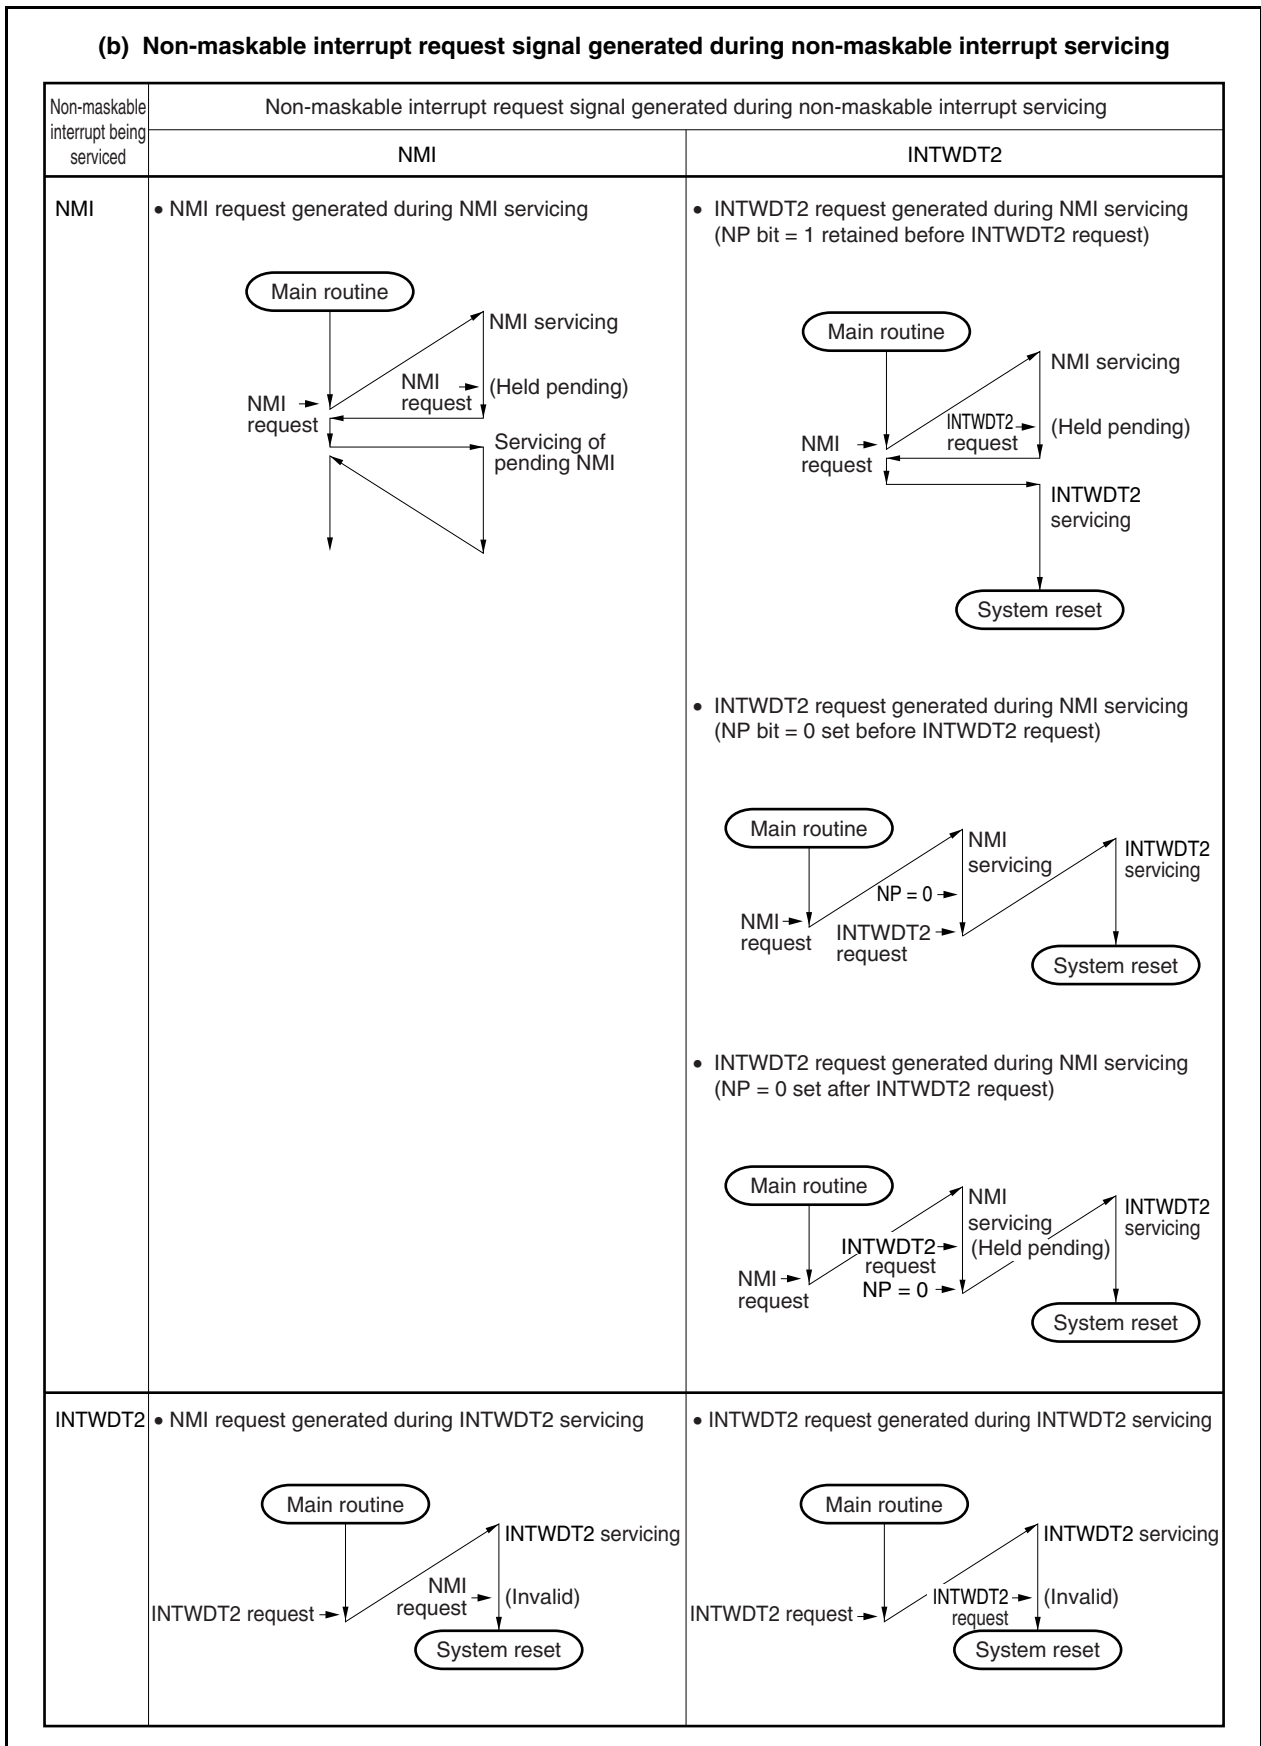 (b) Non-maskable interrupt request signal generated during non-maskable interrupt servicing
Non-maskable
interrupt being
serviced
Non-maskable interrupt request signal generated during non-maskable interrupt servicing
NMI
INTWDT2
NMI
• NMI request generated during NMI servicing
Main routine
NMI servicing
NMI
request
(Held pending)
NMI
request
Servicing of
pending NMI
• INTWDT2 request generated during NMI servicing
(NP bit = 1 retained before INTWDT2 request)
Main routine
NMI servicing
INTWDT2
request
(Held pending)
NMI
request
INTWDT2
servicing
System reset
• INTWDT2 request generated during NMI servicing
(NP bit = 0 set before INTWDT2 request)
Main routine
NMI
servicing
INTWDT2
servicing
NP = 0
NMI
request
INTWDT2
request
System reset
• INTWDT2 request generated during NMI servicing
(NP = 0 set after INTWDT2 request)
Main routine
NMI
servicing
(Held pending)
INTWDT2
servicing
INTWDT2
request
NMI
request
NP = 0
System reset
INTWDT2
• NMI request generated during INTWDT2 servicing
Main routine
INTWDT2 servicing
NMI
request
(Invalid)
INTWDT2 request
System reset
• INTWDT2 request generated during INTWDT2 servicing
Main routine
INTWDT2 servicing
INTWDT2
request
(Invalid)
INTWDT2 request
System reset